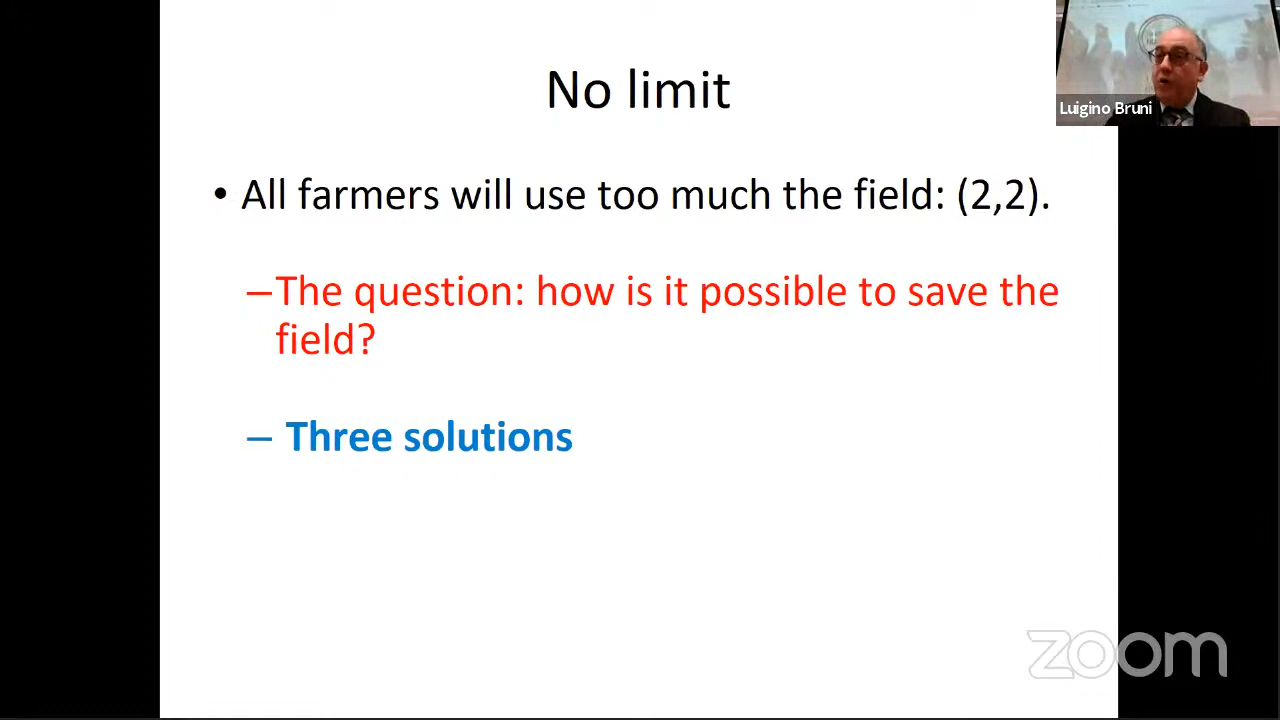 No limit
Luigino Bruni
• All farmers will use too much the field: (2,2).
–The question: how is it possible to save the
field?
– Three solutions
zoom